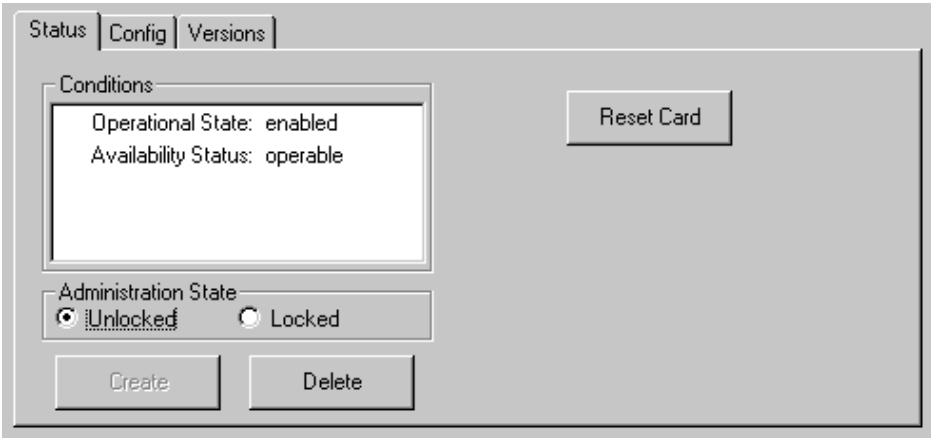 Status Config Versions
Conditions
Operational State: enabled
Availability Status: operable
Reset Card
Administration State
Unlocked Locked
Create Delete